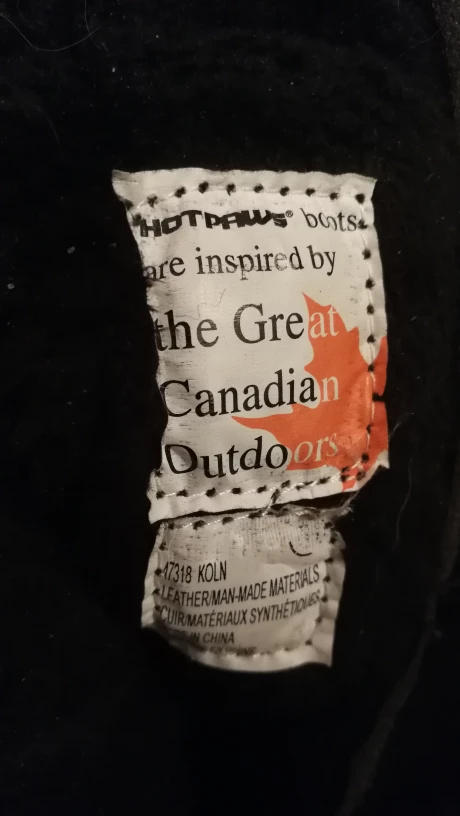 HOTPAWS® boots
are inspired by
the Great
Canadian
Outdoors
47318 KOLN
LEATHER/MAN-MADE MATERIALS
CUIR/MATÉRIAUX SYNTHÉTIQUES
IN CHINA